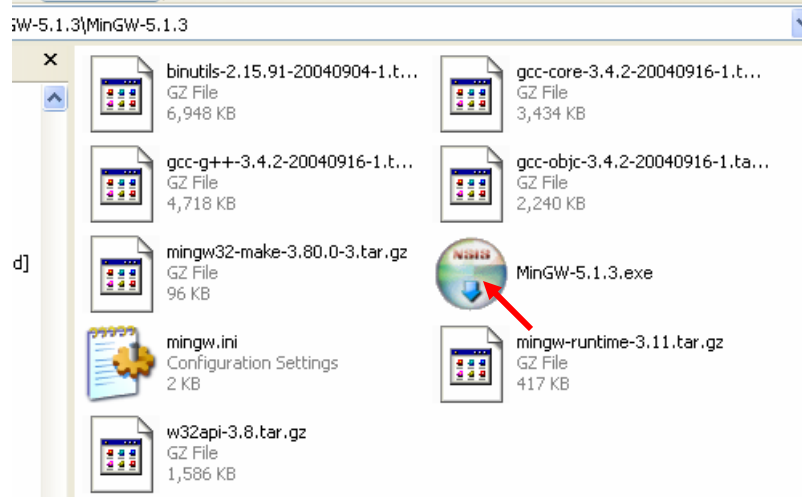 GW-5.1.3\MinGW-5.1.3
binutils-2.15.91-20040904-1.t...
GZ File
6,948 KB
gcc-core-3.4.2-20040916-1.t...
GZ File
3,434 KB
gcc-g++-3.4.2-20040916-1.t...
GZ File
4,718 KB
gcc-objc-3.4.2-20040916-1.ta...
GZ File
2,240 KB
d]
mingw32-make-3.80.0-3.tar.gz
GZ File
96 KB
NSIS
MinGW-5.1.3.exe
mingw.ini
Configuration Settings
2 KB
mingw-runtime-3.11.tar.gz
GZ File
417 KB
w32api-3.8.tar.gz
GZ File
1,586 KB